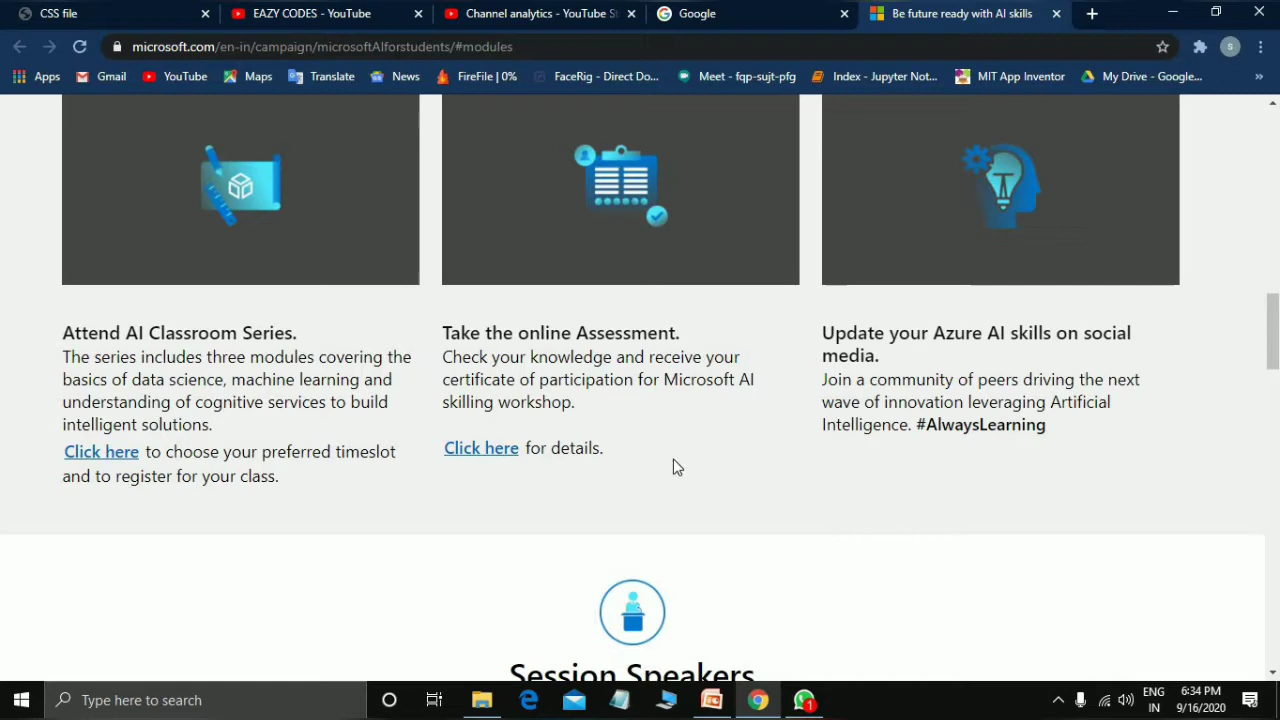 CSS file
EAZY CODES - YouTube
Channel analytics - YouTube St
Google
Be future ready with AI skills
microsoft.com/en-in/campaign/microsoftAIforstudents/#modules
S
Apps
Gmail
YouTube
Maps
Translate
News
FireFile | 0%
FaceRig - Direct Do...
Meet - fqp-sujt-pfg
Index - Jupyter Not...
MIT App Inventor
My Drive - Google...
»
Attend AI Classroom Series.
The series includes three modules covering the
basics of data science, machine learning and
understanding of cognitive services to build
intelligent solutions.
Click here to choose your preferred timeslot
and to register for your class.
Take the online Assessment.
Check your knowledge and receive your
certificate of participation for Microsoft AI
skilling workshop.
Click here for details.
Update your Azure AI skills on social
media.
Join a community of peers driving the next
wave of innovation leveraging Artificial
Intelligence. #AlwaysLearning
Session Speakers
Type here to search
1
ENG
IN
6:34 PM
9/16/2020